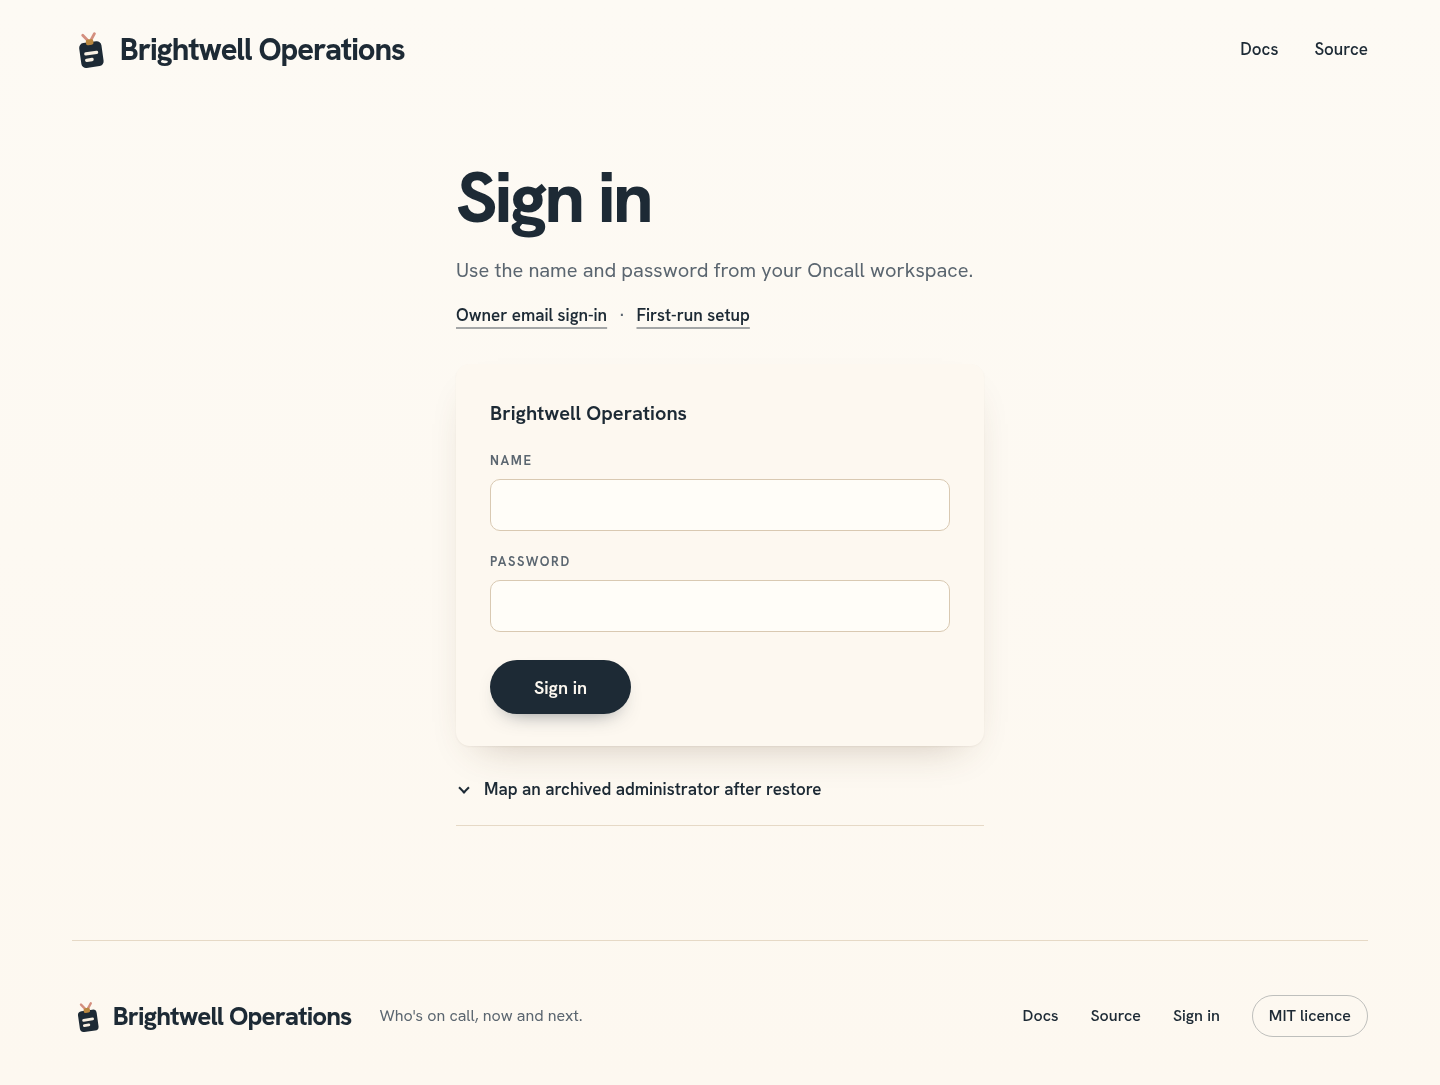 Brightwell Operations
Docs Source
Sign in
Use the name and password from your Oncall workspace.
Owner email sign-in · First-run setup
Brightwell Operations
NAME
PASSWORD
Sign in
Map an archived administrator after restore
Brightwell Operations Who's on call, now and next. Docs Source Sign in MIT licence